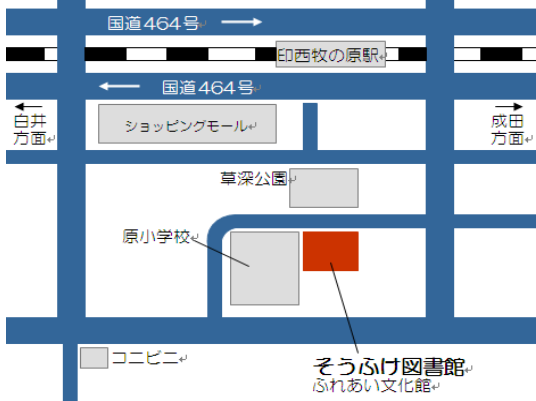 国道464号
印西牧の原駅
国道464号
白井
方面
ショッピングモール
成田
方面
草深公園
原小学校
コニビニ
そうふけ図書館
ふれあい文化館